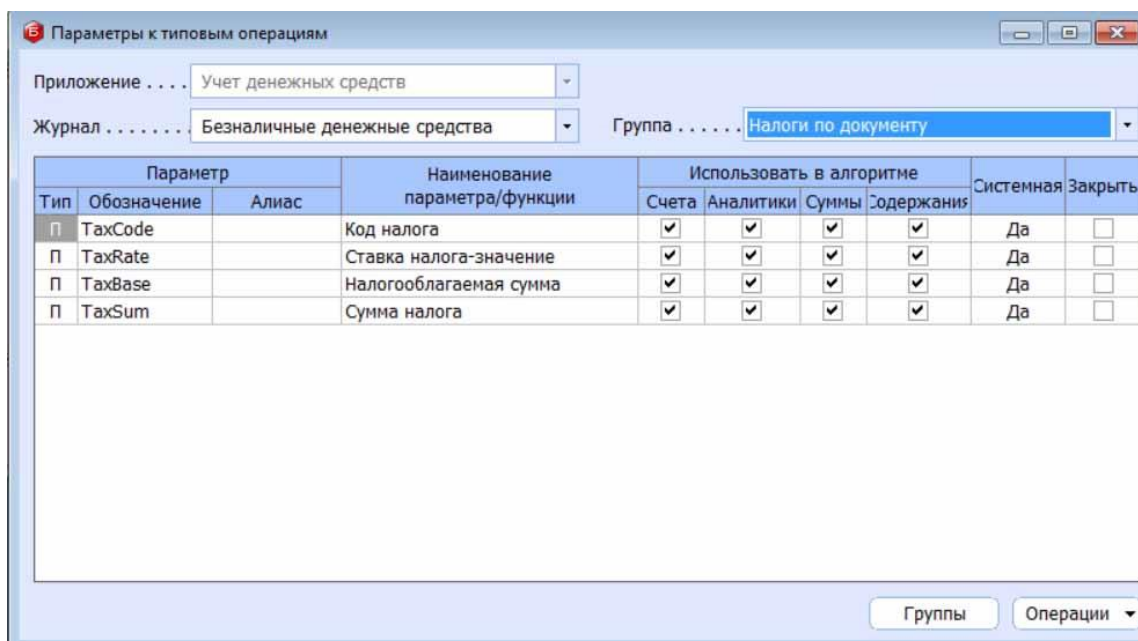 Параметры к типовым операциям
Приложение . . . . Учет денежных средств
Журнал . . . . . . . . Безналичные денежные средства Группа . . . . . . Налоги по документу
Параметр Наименование параметра/функции Использовать в алгоритме Системная Закрыть
Тип Обозначение Алиас Счета Аналитики Суммы Содержания
П TaxCode Код налога Да
П TaxRate Ставка налога-значение Да
П TaxBase Налогооблагаемая сумма Да
П TaxSum Сумма налога Да
Группы Операции